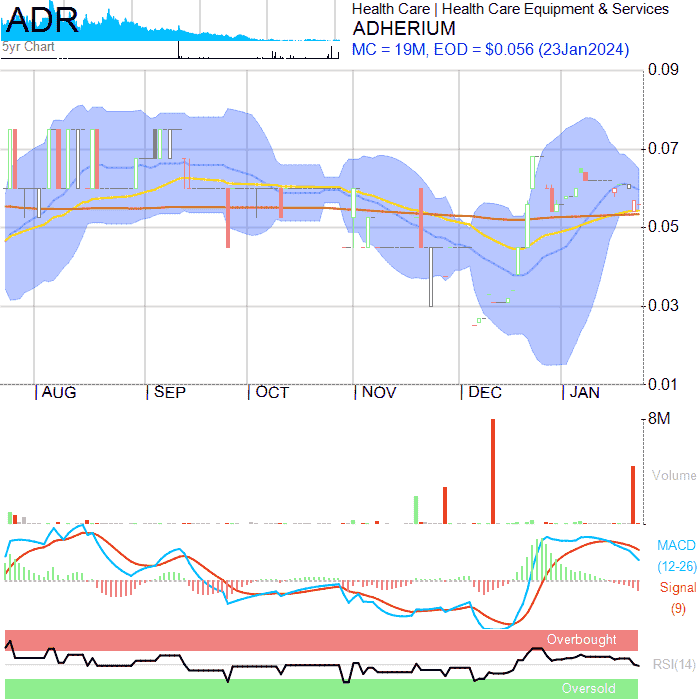 ADR
5yr Chart
Health Care | Health Care Equipment & Services
ADHERIUM
MC = 19M, EOD = $0.056 (23Jan2024)
0.09
0.07
0.05
0.03
0.01
|AUG |SEP |OCT |NOV |DEC |JAN
8M
Volume
MACD
(12-26)
Signal
(9)
Overbought
RSI(14)
Oversold